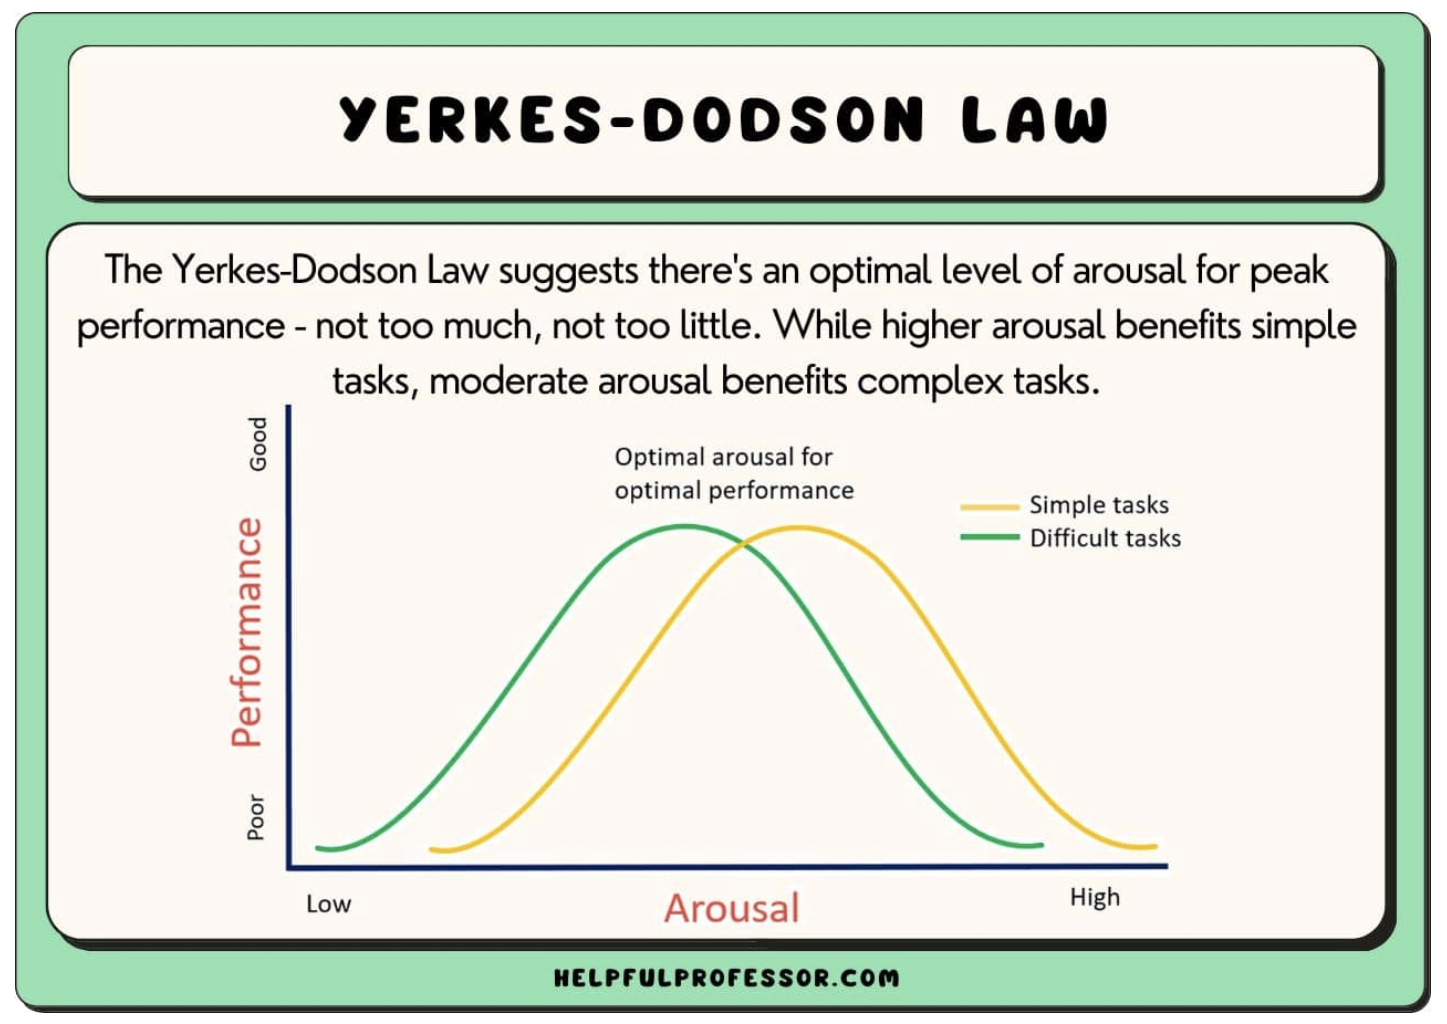 YERKES-DODSON LAW
The Yerkes-Dodson Law suggests there's an optimal level of arousal for peak
performance - not too much, not too little. While higher arousal benefits simple
tasks, moderate arousal benefits complex tasks.
Good
Performance
Poor
Optimal arousal for
optimal performance
Simple tasks
Difficult tasks
Low
Arousal
High
HELPFULPROFESSOR.COM